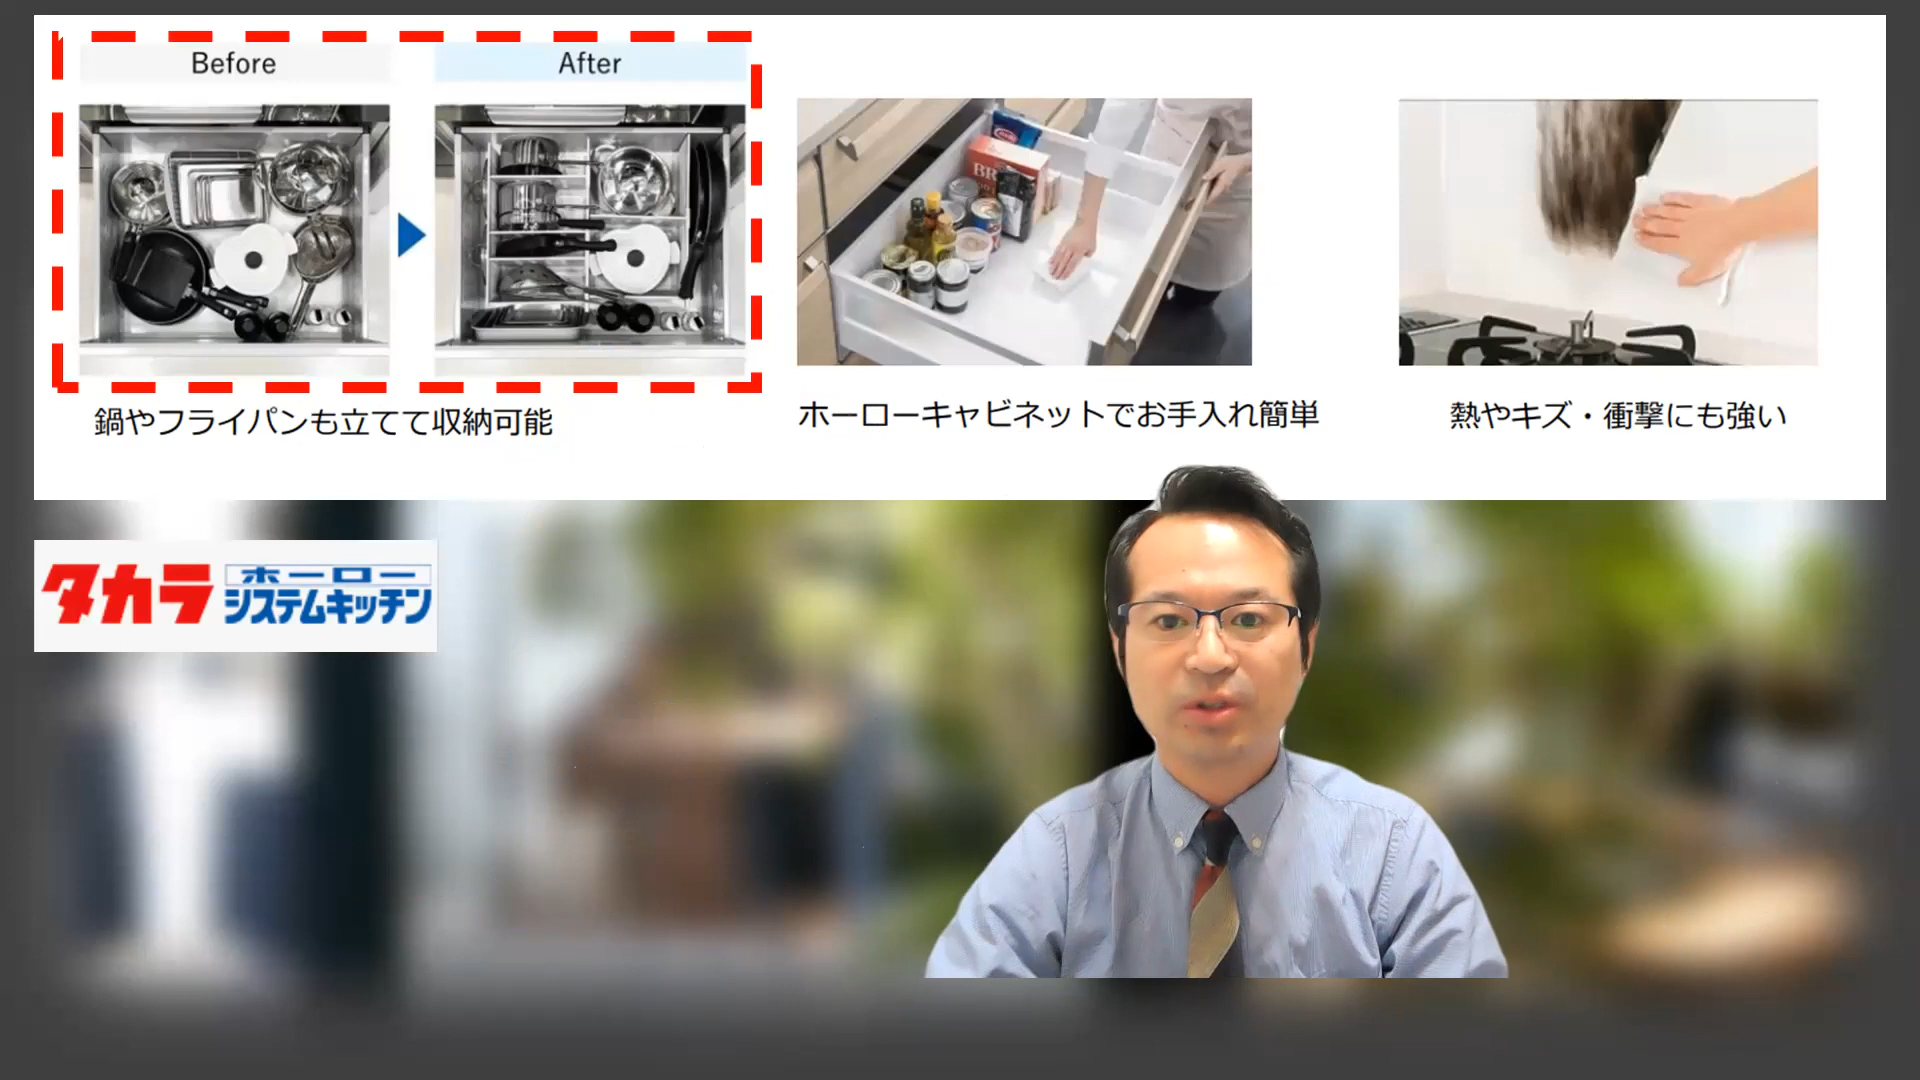 Before
After
鍋やフライパンも立てて収納可能
ホーローキャビネットでお手入れ簡単
熱やキズ・衝撃にも強い
タカラ
ホーロー
システムキッチン